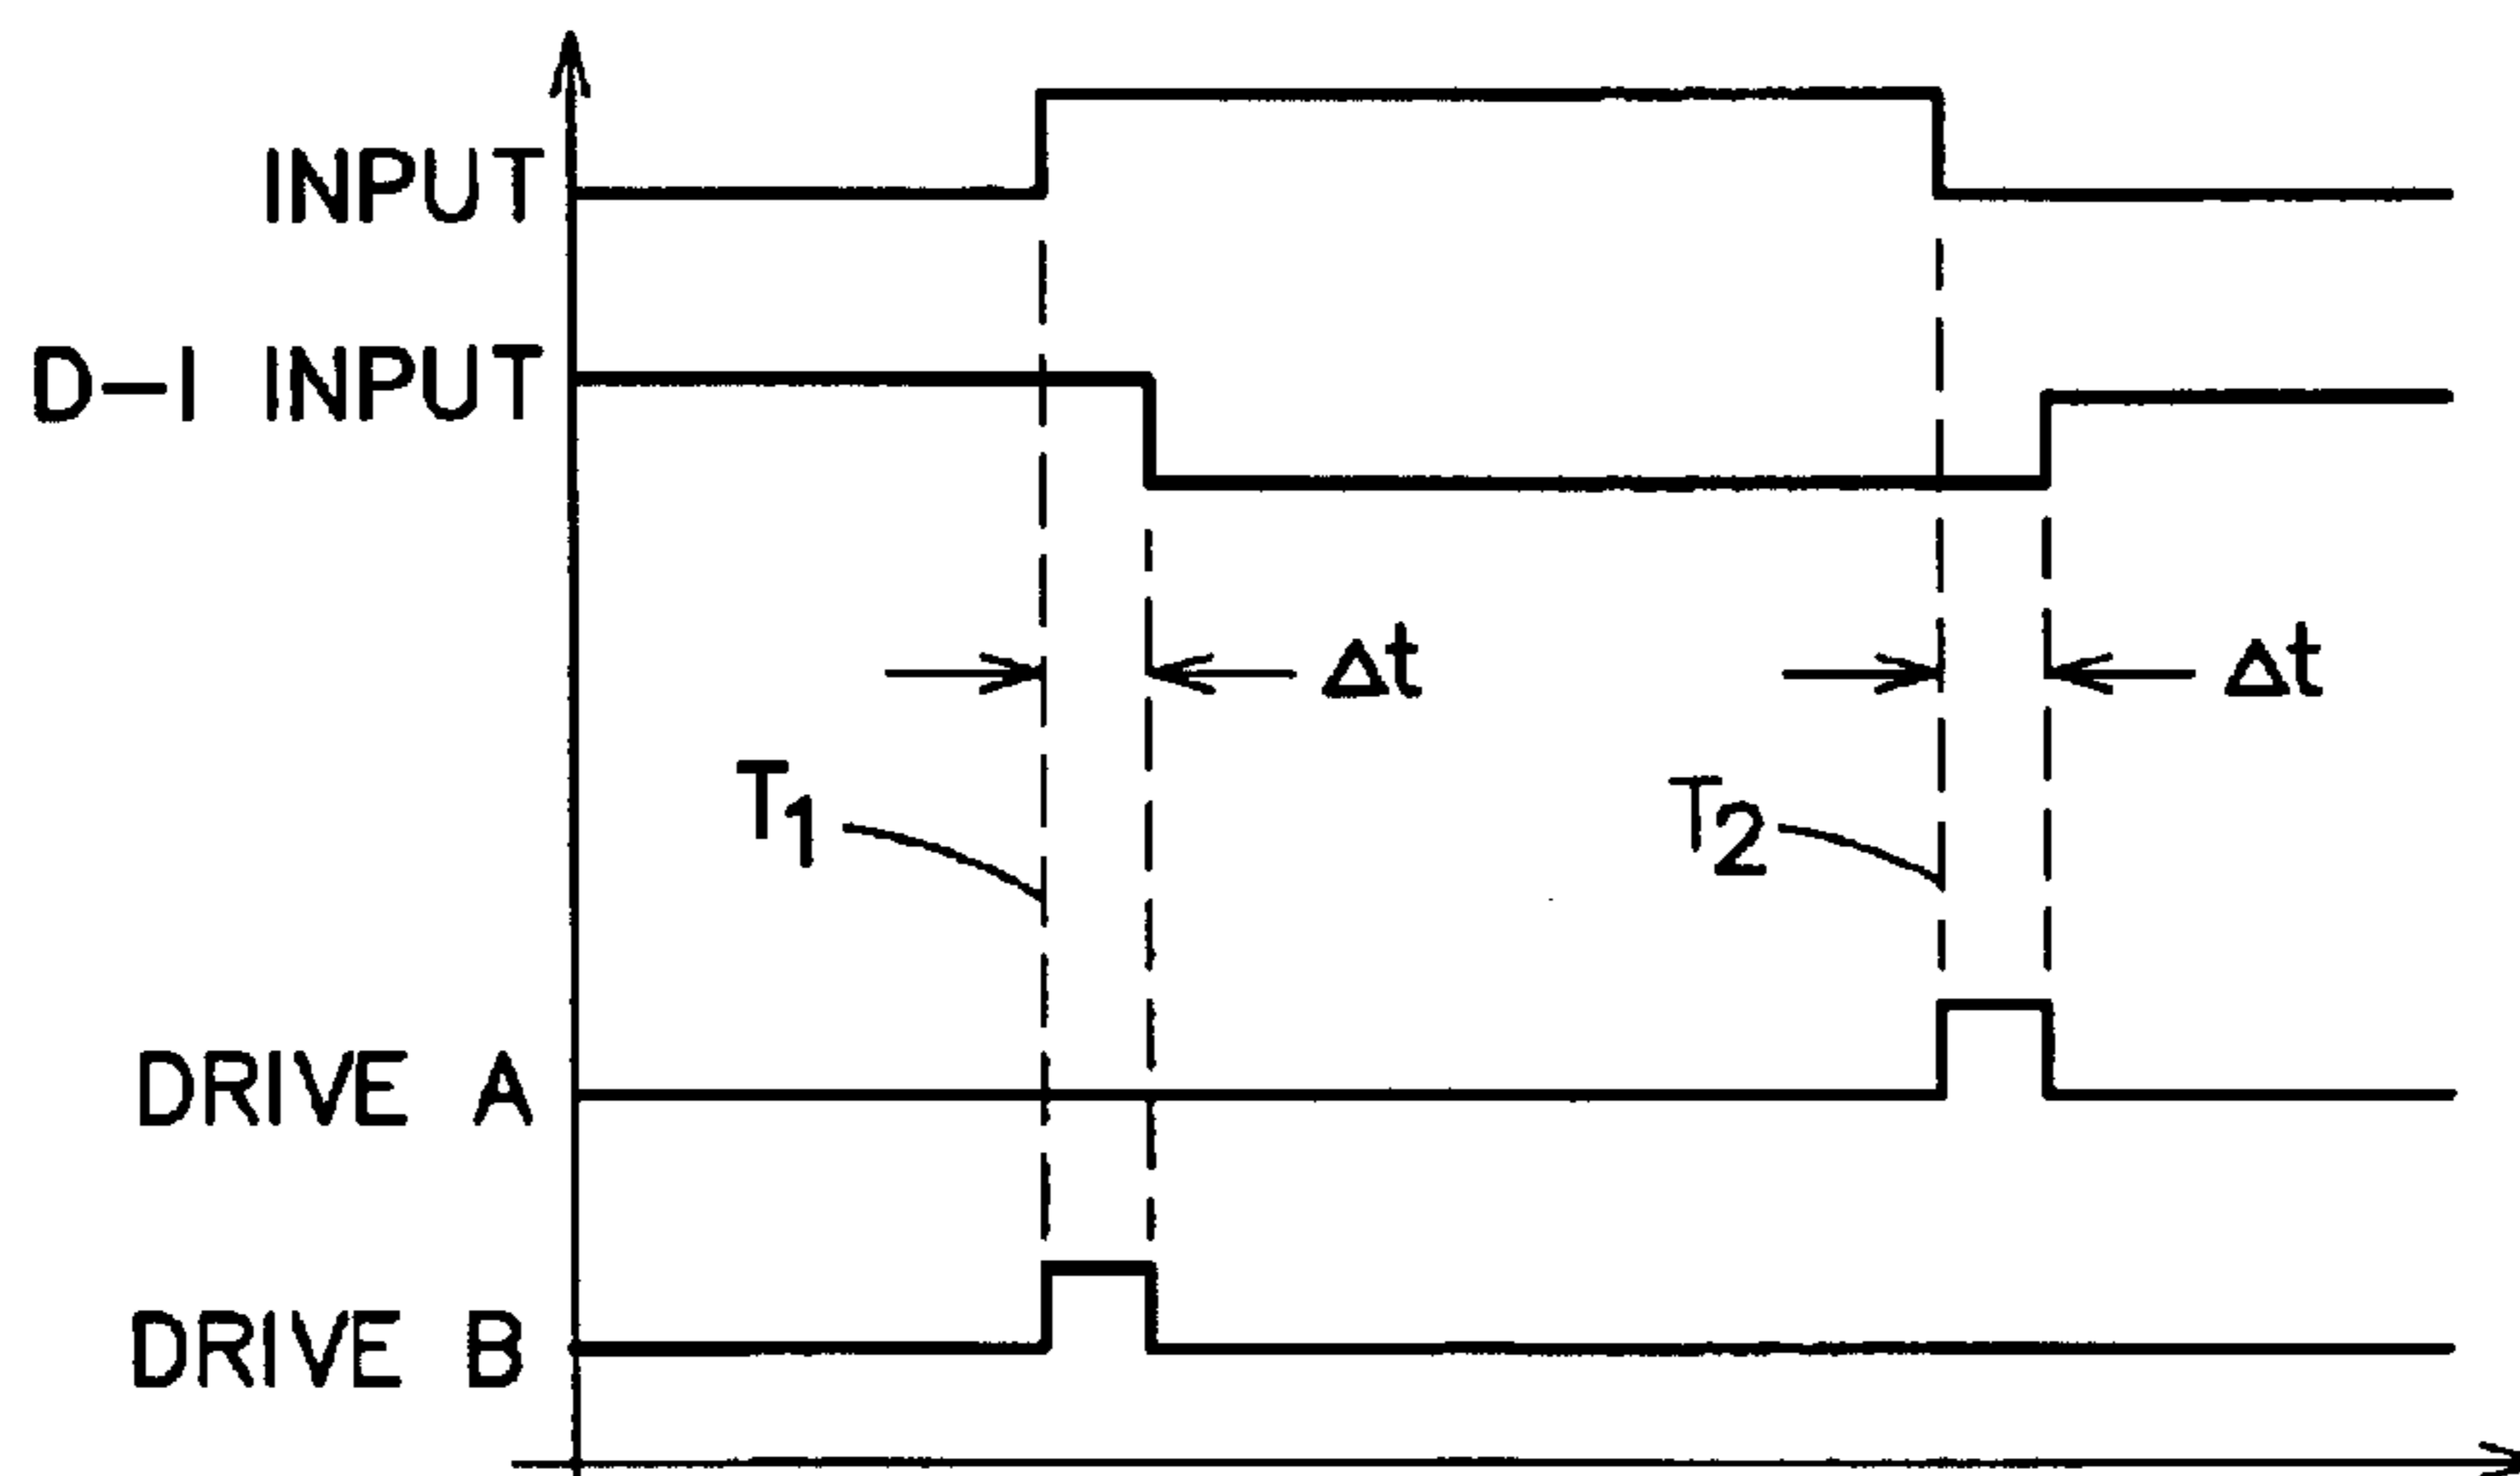 INPUT
D-I INPUT
Δt Δt
T1 T2
DRIVE A
DRIVE B